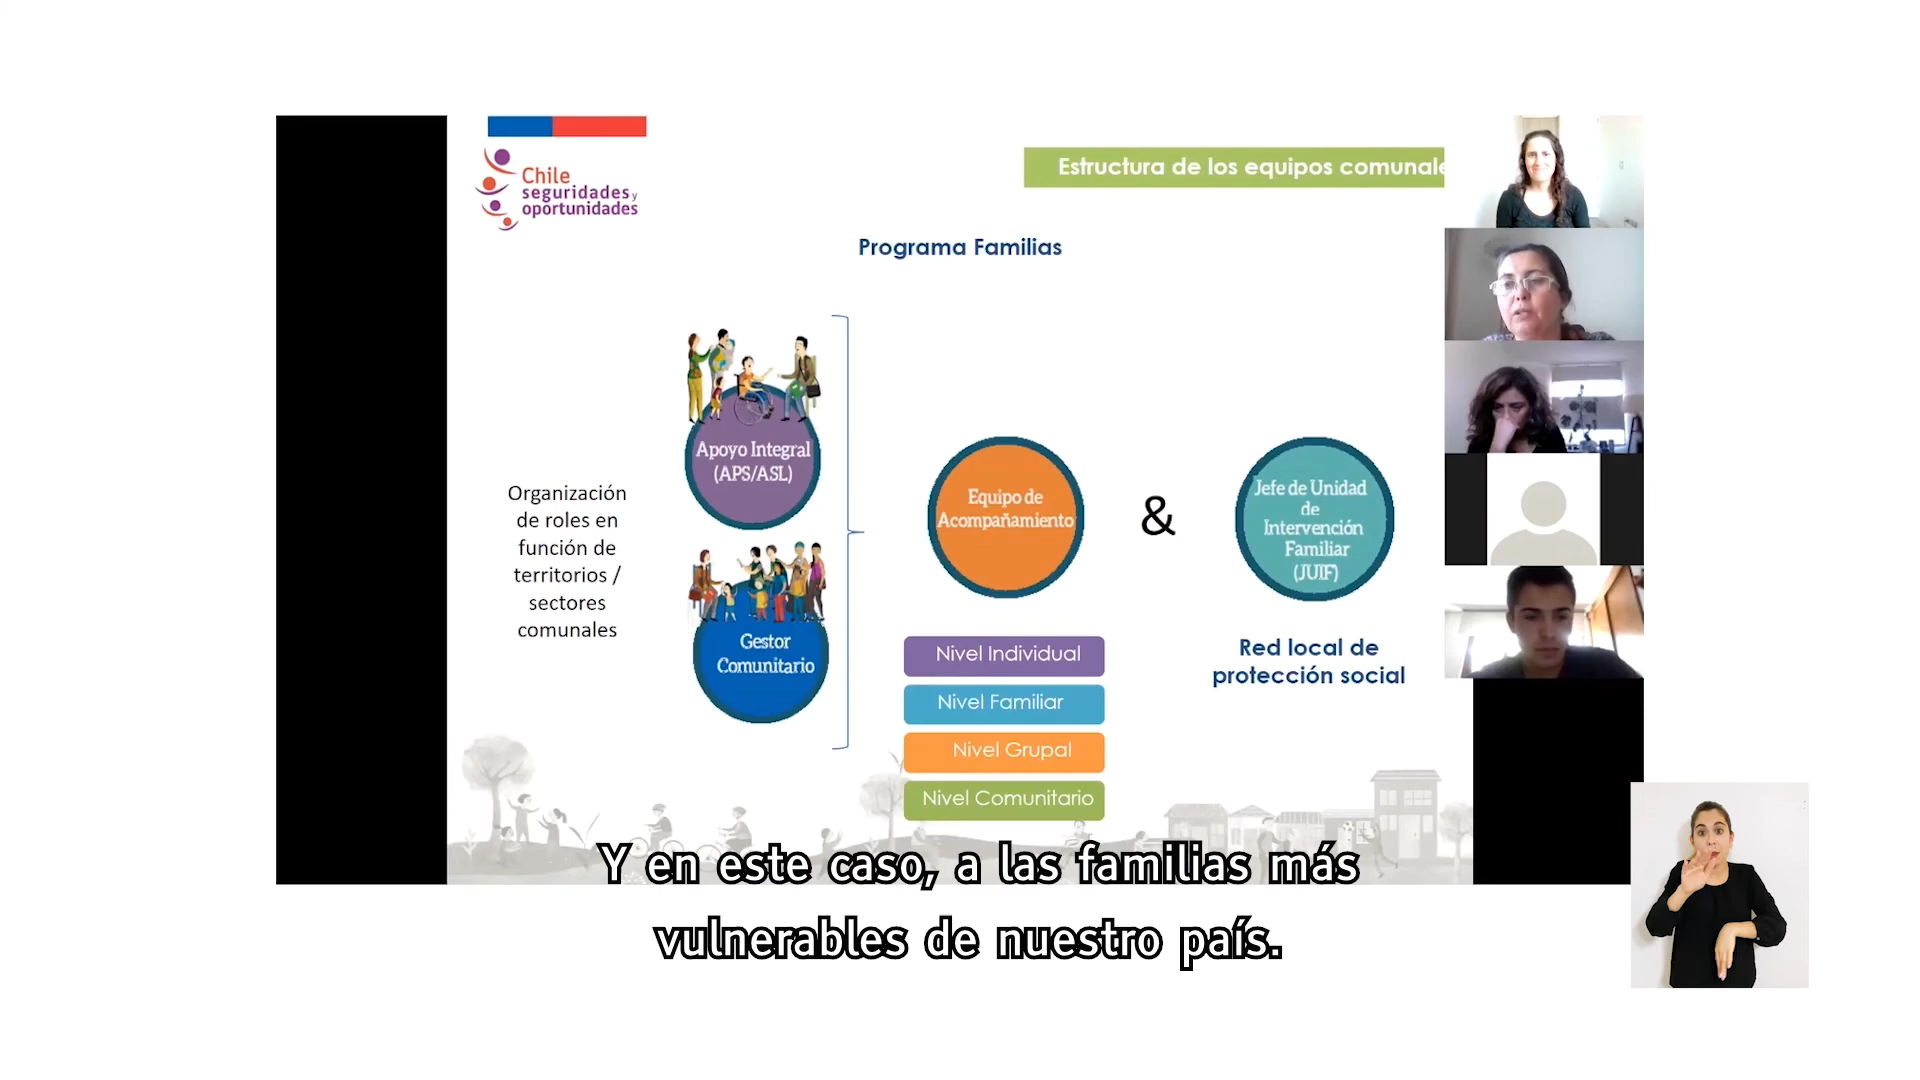 Chile
seguridades y
oportunidades
Estructura de los equipos comunale
Programa Familias
Organización
de roles en
función de
territorios /
sectores
comunales
Apoyo Integral
(APS/ASL)
Gestor
Comunitario
Equipo de
Acompañamiento
&
Jefe de Unidad
de
Intervención
Familiar
(JUIF)
Nivel Individual
Nivel Familiar
Nivel Grupal
Nivel Comunitario
Red local de
protección social
Y en este caso, a las familias más
vulnerables de nuestro país.